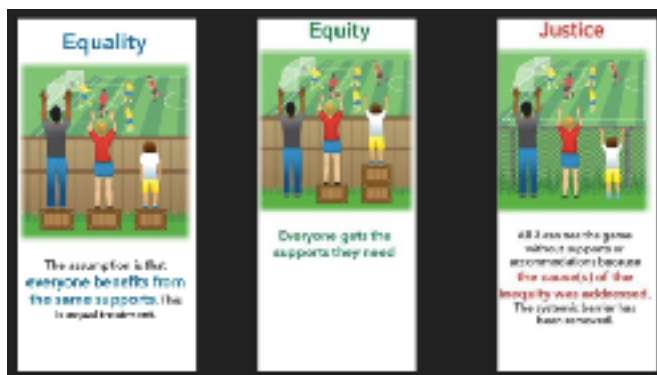 Equality
The assumption is that
everyone benefits from
the same supports. This
is equal treatment.
Equity
Everyone gets the
supports they need
Justice
All 3 can see the game
without supports or
accommodations because
the cause(s) of the
inequity was addressed.
The systemic barrier has
been removed.